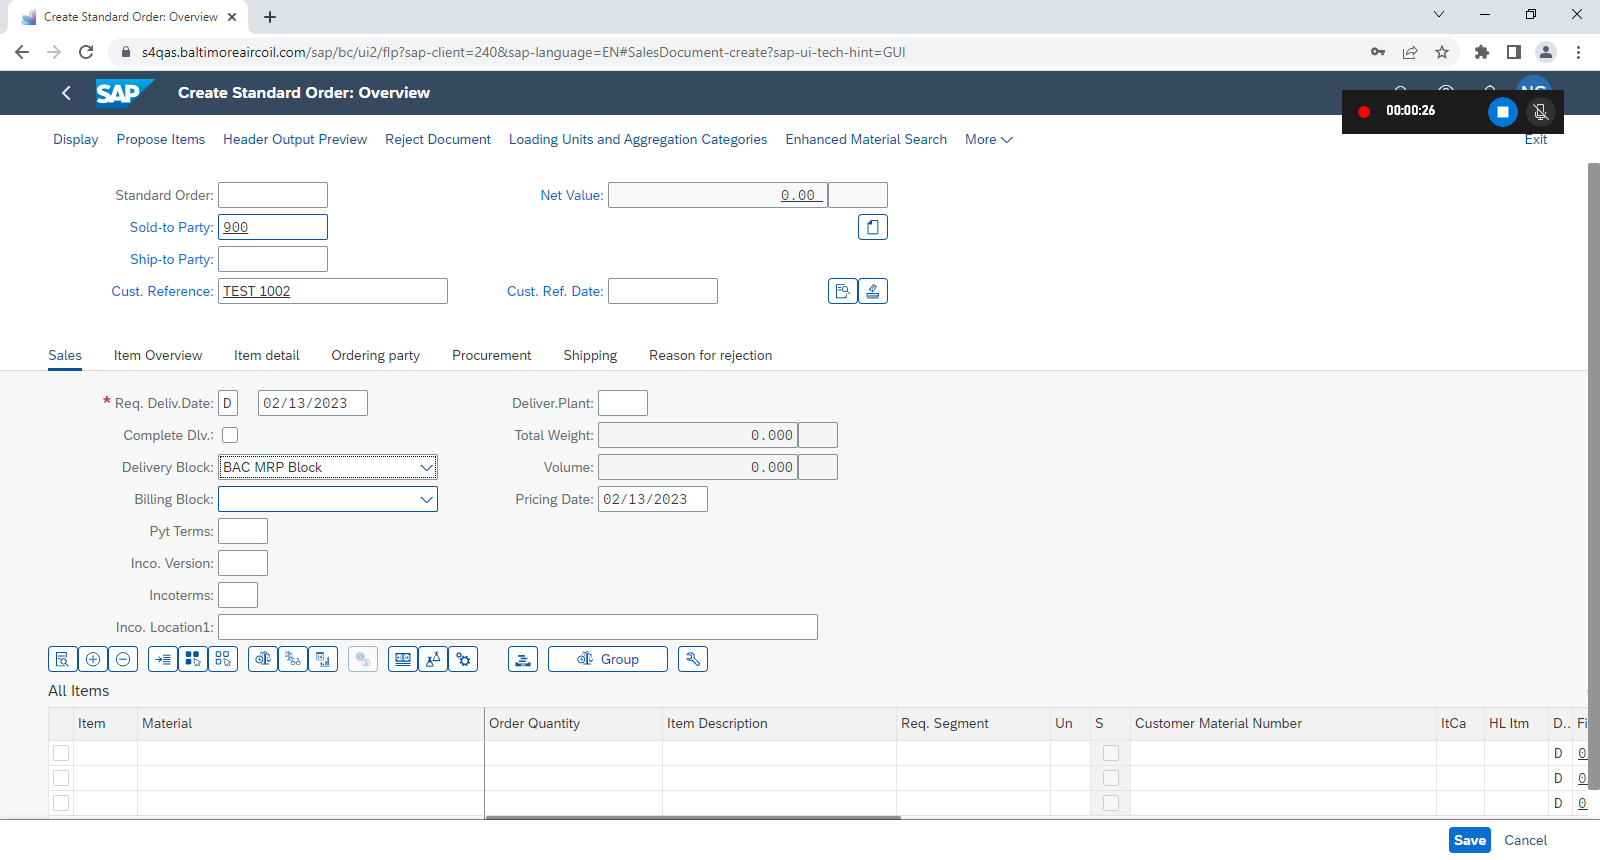 Create Standard Order: Overview
s4qas.baltimoreaircoil.com/sap/bc/ui2/flp?sap-client=240&sap-language=EN#SalesDocument-create?sap-ui-tech-hint=GUI
SAP
Create Standard Order: Overview
00:00:26
Display Propose Items Header Output Preview Reject Document Loading Units and Aggregation Categories Enhanced Material Search More Exit
Standard Order: Net Value: 0.00
Sold-to Party: 900
Ship-to Party:
Cust. Reference: TEST 1002 Cust. Ref. Date:
Sales Item Overview Item detail Ordering party Procurement Shipping Reason for rejection
* Req. Deliv.Date: D 02/13/2023 Deliver.Plant:
Complete Dlv.: Total Weight: 0.000
Delivery Block: BAC MRP Block Volume: 0.000
Billing Block: Pricing Date: 02/13/2023
Pyt Terms:
Inco. Version:
Incoterms:
Inco. Location1:
Group
All Items
Item Material Order Quantity Item Description Req. Segment Un S Customer Material Number ItCa HL Itm D.. Fi
D 0
D 0
D 0
Save Cancel